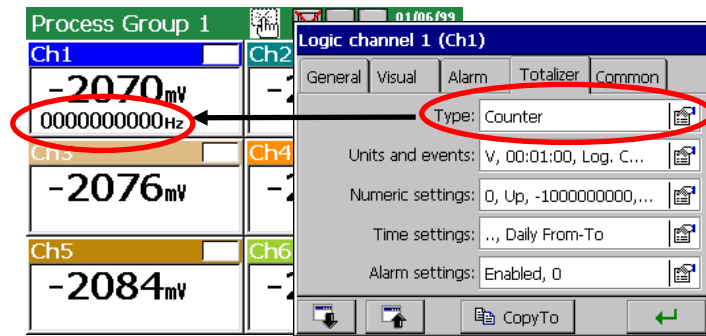 Process Group 1
01/06/99
Ch1
Ch2
-2070mV
0000000000Hz
Ch3
Ch4
-2076mV
Ch5
Ch6
-2084mV
Logic channel 1 (Ch1)
General Visual Alarm Totalizer Common
Type: Counter
Units and events: V, 00:01:00, Log. C...
Numeric settings: 0, Up, -1000000000,...
Time settings: .., Daily From-To
Alarm settings: Enabled, 0
CopyTo